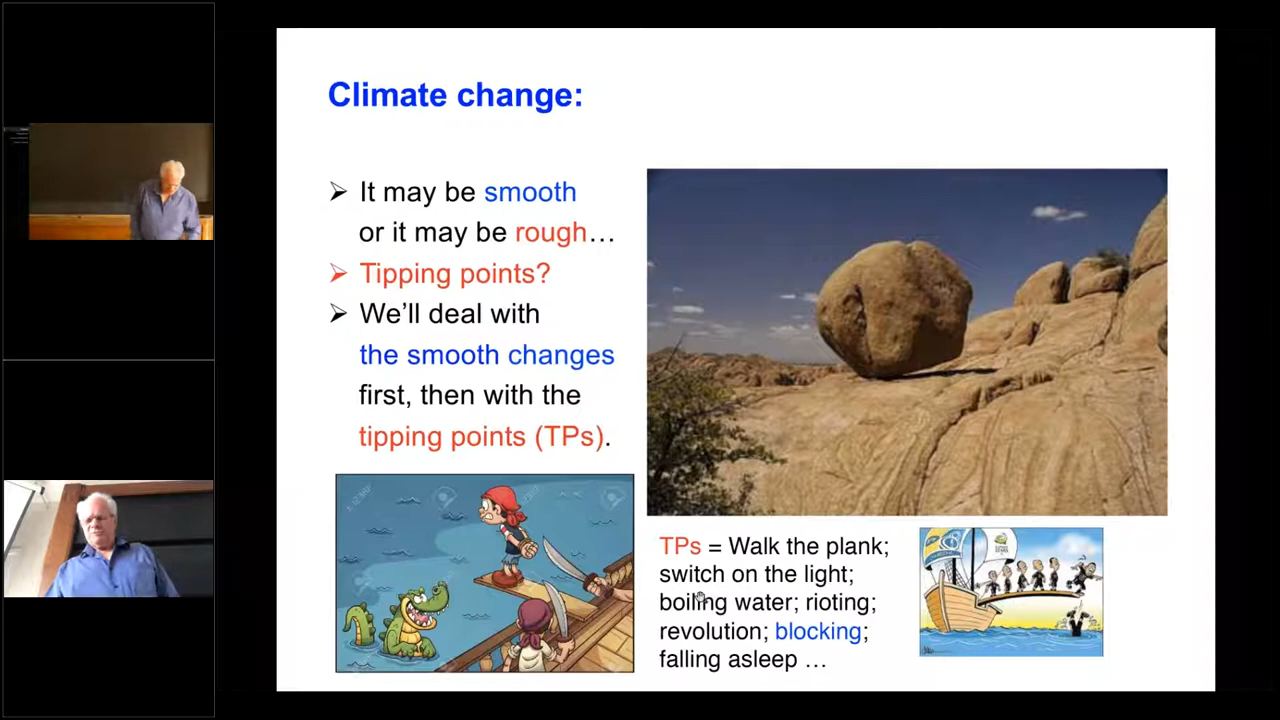 Climate change:
➢ It may be smooth
or it may be rough…
➢ Tipping points?
➢ We’ll deal with
the smooth changes
first, then with the
tipping points (TPs).
TPs = Walk the plank;
switch on the light;
boiling water; rioting;
revolution; blocking;
falling asleep …